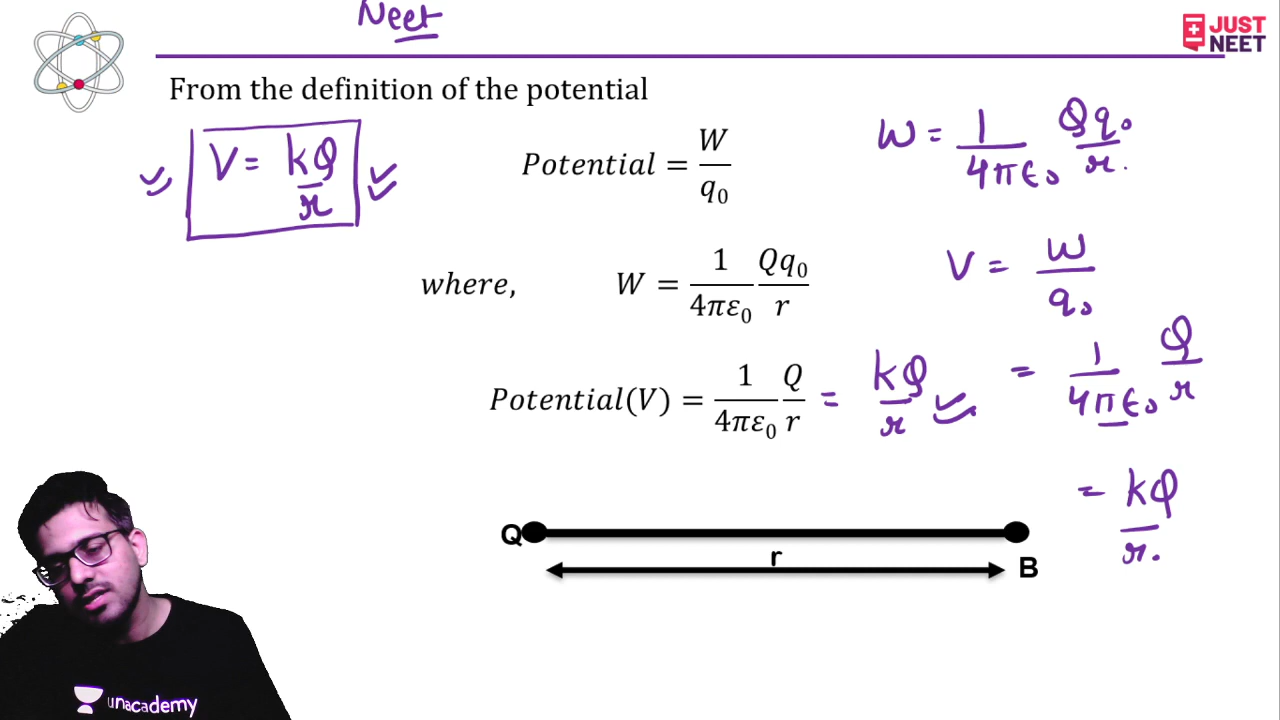 Neet
JUST
NEET
From the definition of the potential
V = kQ/r
Potential = W/q₀
W = 1/4πε₀ Qq₀/r.
where, W = 1/4πε₀ Qq₀/r
V = W/q₀
Potential(V) = 1/4πε₀ Q/r = kQ/r
= 1/4πε₀ Q/r
= kQ/r.
Q
r
B
unacademy